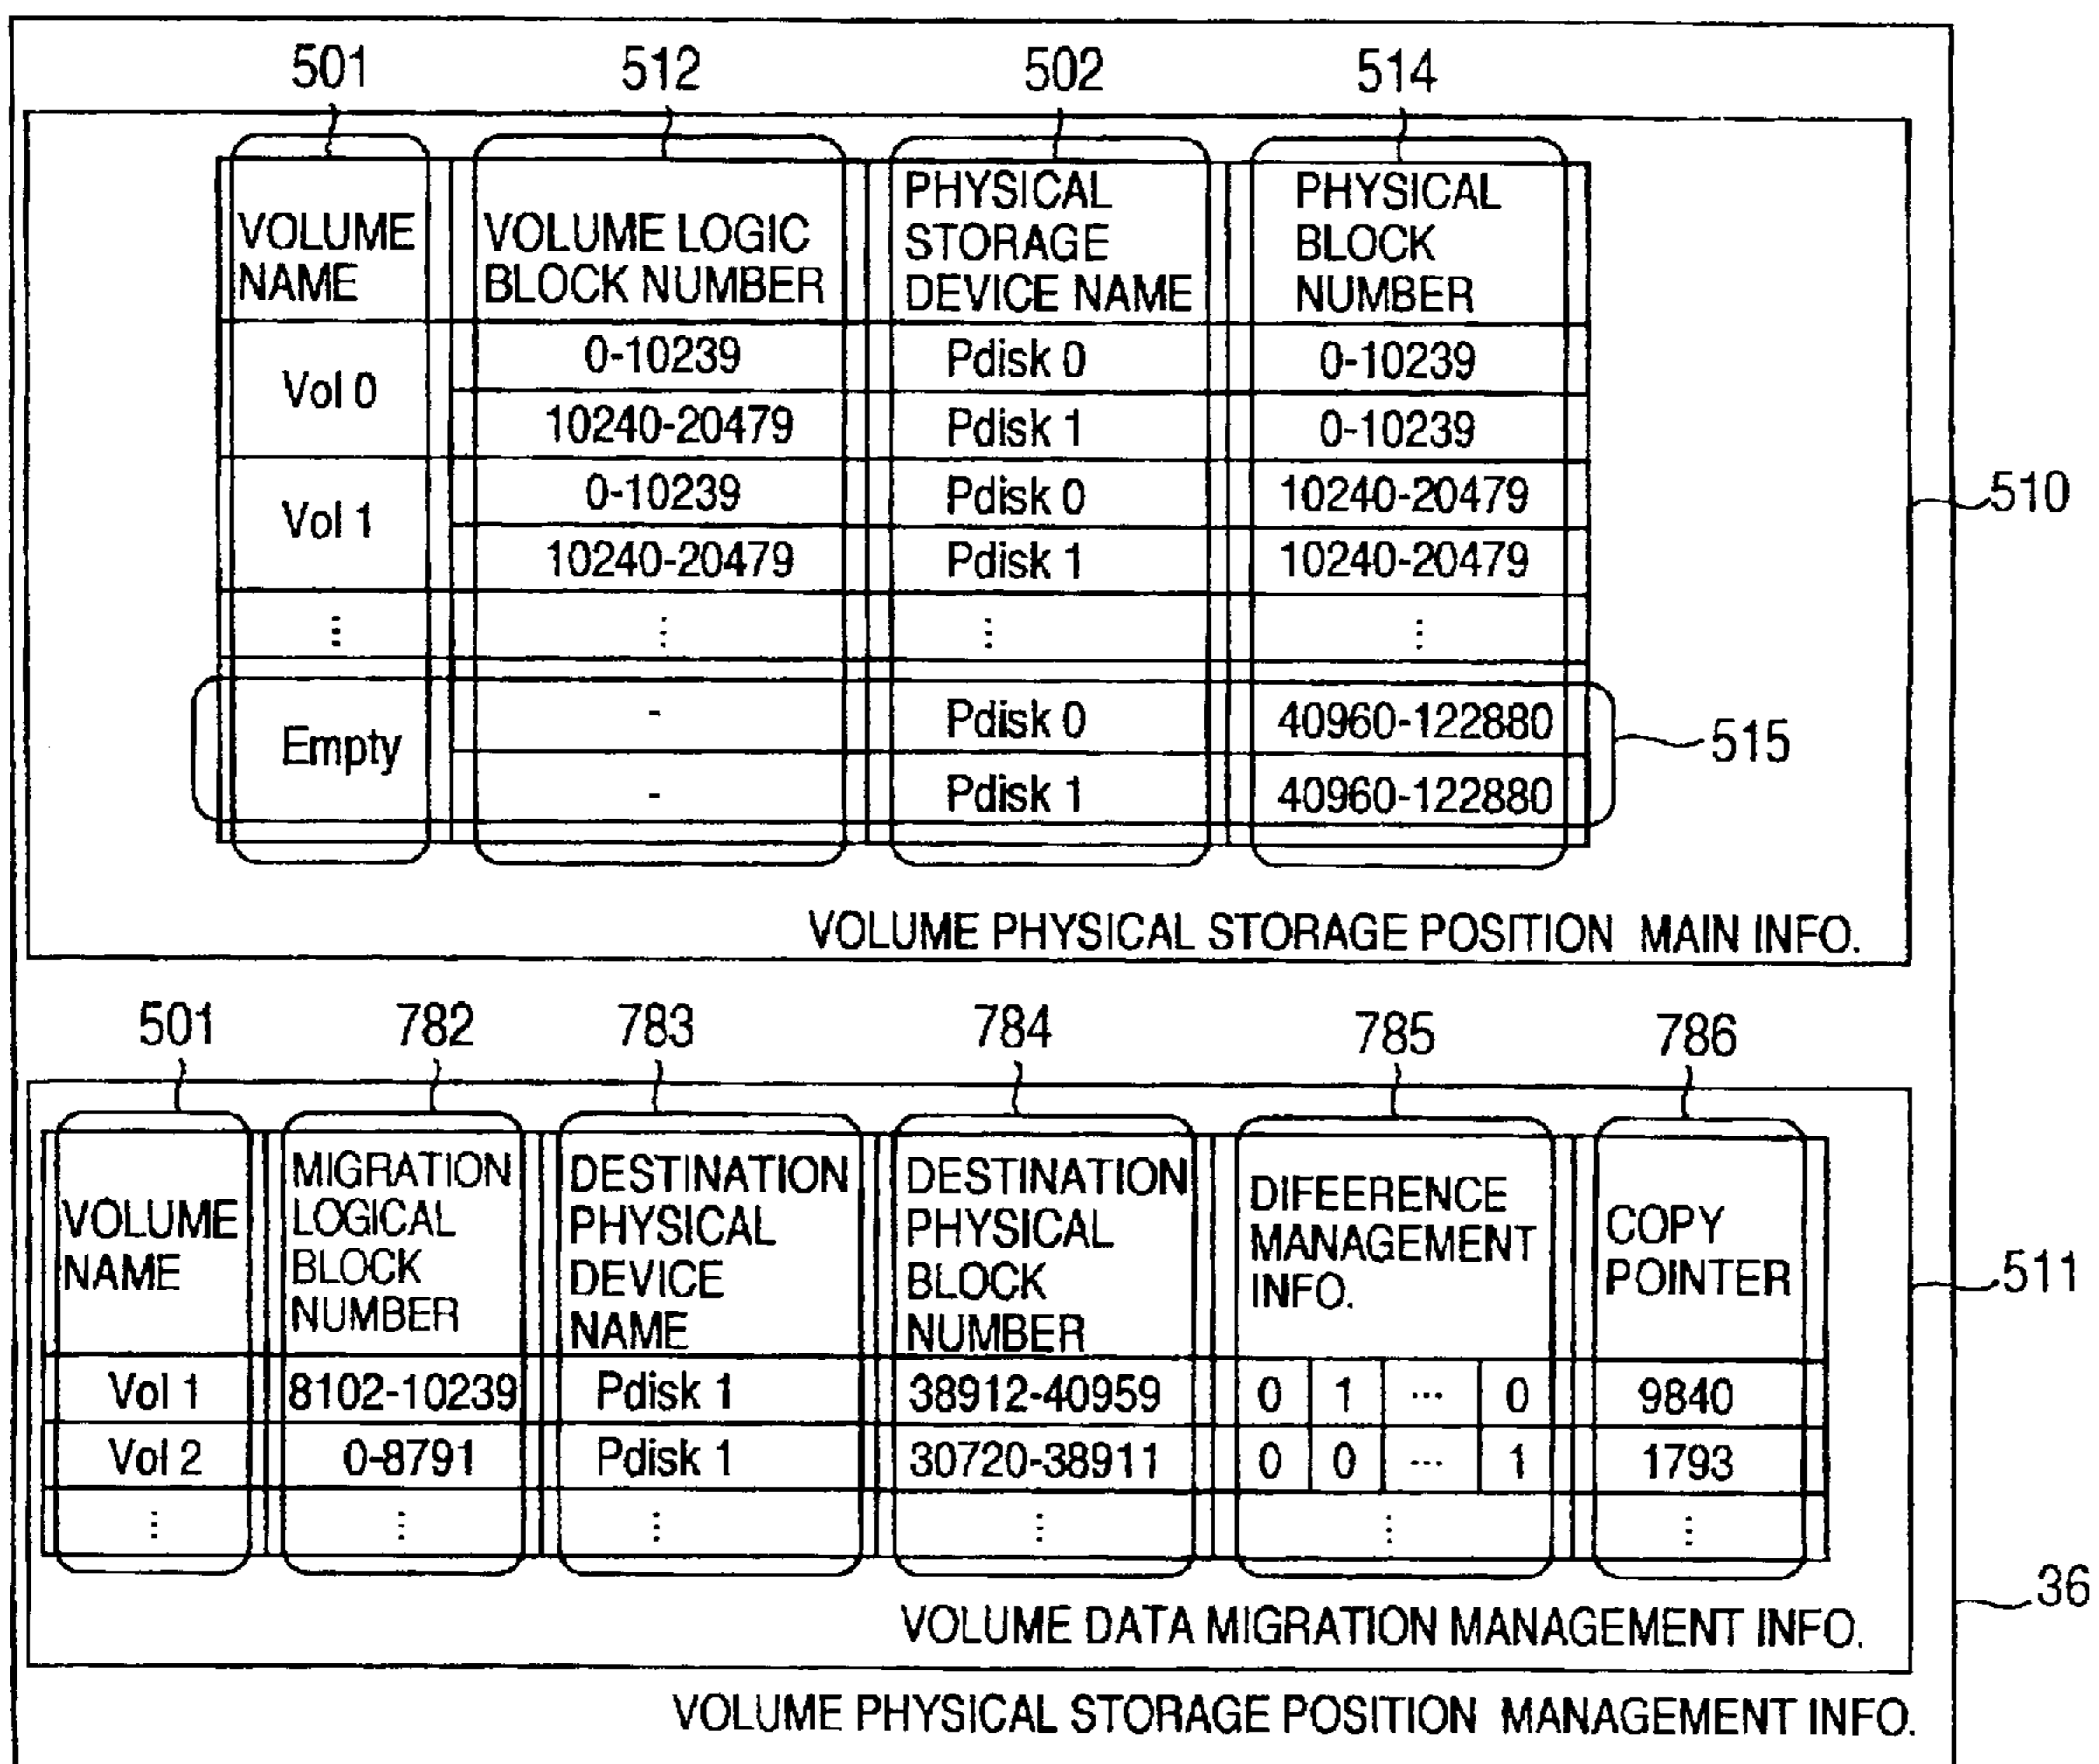 501 512 502 514
VOLUME NAME
VOLUME LOGIC BLOCK NUMBER
PHYSICAL STORAGE DEVICE NAME
PHYSICAL BLOCK NUMBER
Vol 0
0-10239 Pdisk 0 0-10239
10240-20479 Pdisk 1 0-10239
Vol 1
0-10239 Pdisk 0 10240-20479
10240-20479 Pdisk 1 10240-20479
⋮ ⋮ ⋮ ⋮
Empty
- Pdisk 0 40960-122880
- Pdisk 1 40960-122880
510
515
VOLUME PHYSICAL STORAGE POSITION MAIN INFO.
501 782 783 784 785 786
VOLUME NAME
MIGRATION LOGICAL BLOCK NUMBER
DESTINATION PHYSICAL DEVICE NAME
DESTINATION PHYSICAL BLOCK NUMBER
DIFEERENCE MANAGEMENT INFO.
COPY POINTER
Vol 1 8102-10239 Pdisk 1 38912-40959 0 1 ... 0 9840
Vol 2 0-8791 Pdisk 1 30720-38911 0 0 ... 1 1793
⋮ ⋮ ⋮ ⋮ ⋮ ⋮
511
VOLUME DATA MIGRATION MANAGEMENT INFO.
36
VOLUME PHYSICAL STORAGE POSITION MANAGEMENT INFO.